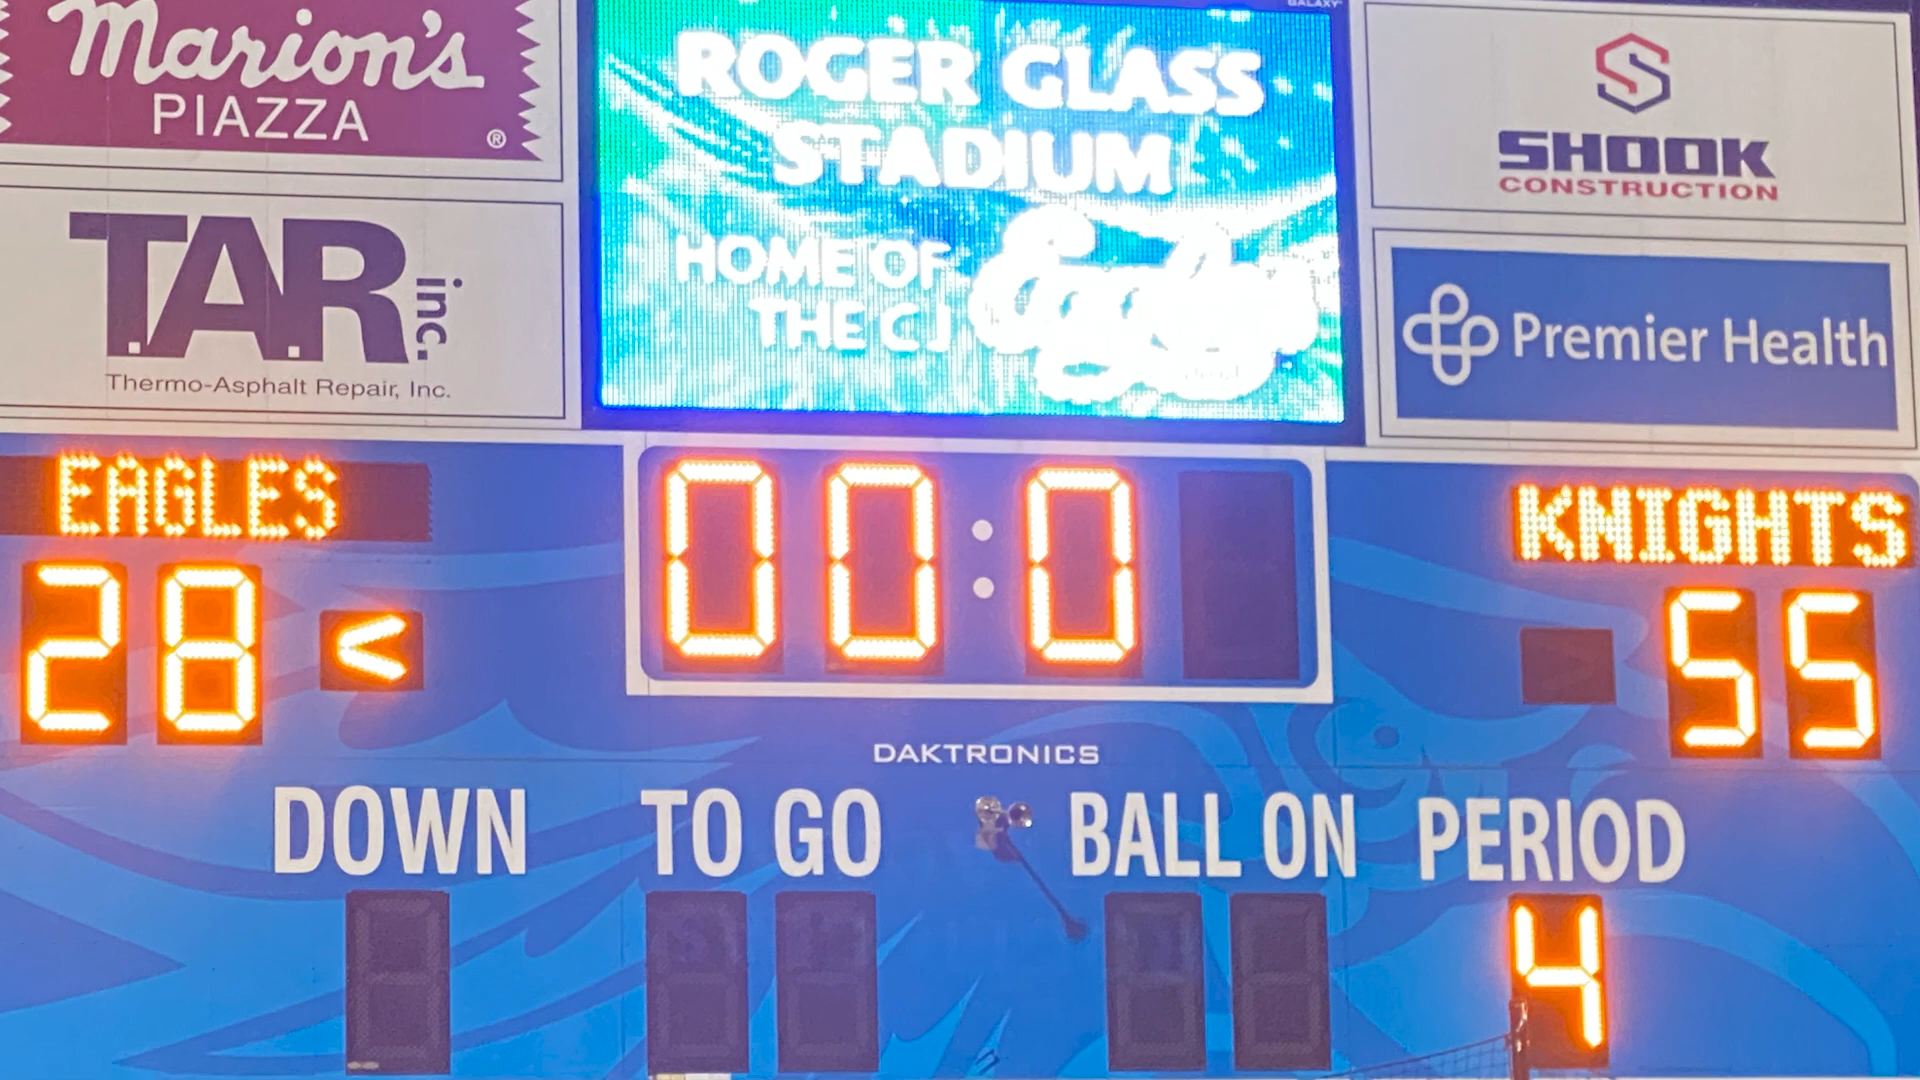 Marion's
PIAZZA
®
T.A.R. inc.
Thermo-Asphalt Repair, Inc.
GALAXY
ROGER GLASS
STADIUM
HOME OF
THE CJ
Eagles
SHOOK
CONSTRUCTION
Premier Health
EAGLES
28 <
00:0
KNIGHTS
55
DAKTRONICS
DOWN TO GO BALL ON PERIOD
4